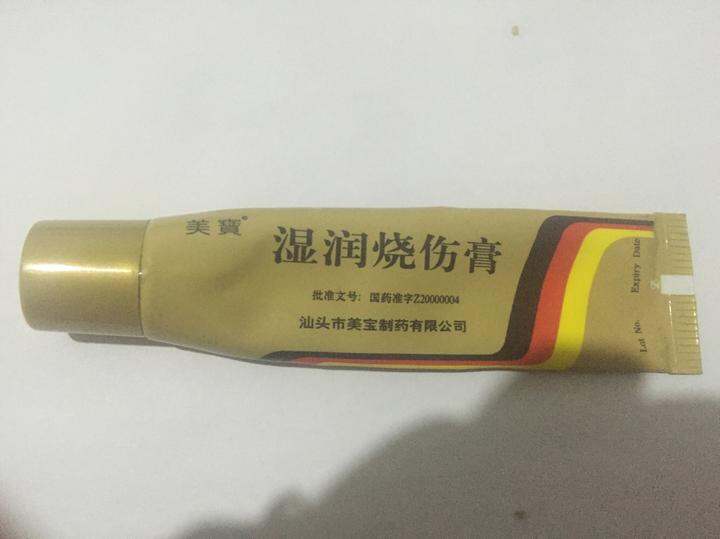 美寳®
湿润烧伤膏
批准文号：国药准字Z20000004
汕头市美宝制药有限公司
Lot No.
Expiry Date